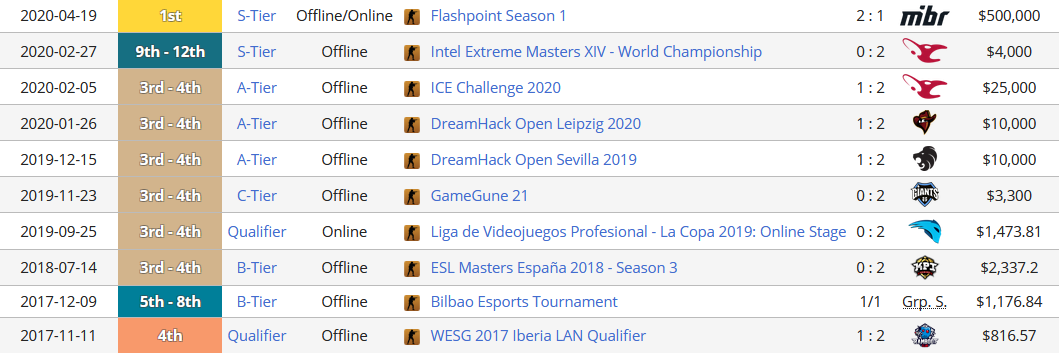 2020-04-19 1st S-Tier Offline/Online Flashpoint Season 1 2 : 1 mibr $500,000
2020-02-27 9th - 12th S-Tier Offline Intel Extreme Masters XIV - World Championship 0 : 2 $4,000
2020-02-05 3rd - 4th A-Tier Offline ICE Challenge 2020 1 : 2 $25,000
2020-01-26 3rd - 4th A-Tier Offline DreamHack Open Leipzig 2020 1 : 2 $10,000
2019-12-15 3rd - 4th A-Tier Offline DreamHack Open Sevilla 2019 1 : 2 $10,000
2019-11-23 3rd - 4th C-Tier Offline GameGune 21 0 : 2 GIANTS $3,300
2019-09-25 3rd - 4th Qualifier Online Liga de Videojuegos Profesional - La Copa 2019: Online Stage 0 : 2 $1,473.81
2018-07-14 3rd - 4th B-Tier Offline ESL Masters España 2018 - Season 3 0 : 2 KPI $2,337.2
2017-12-09 5th - 8th B-Tier Offline Bilbao Esports Tournament 1/1 Grp. S. $1,176.84
2017-11-11 4th Qualifier Offline WESG 2017 Iberia LAN Qualifier 1 : 2 $816.57